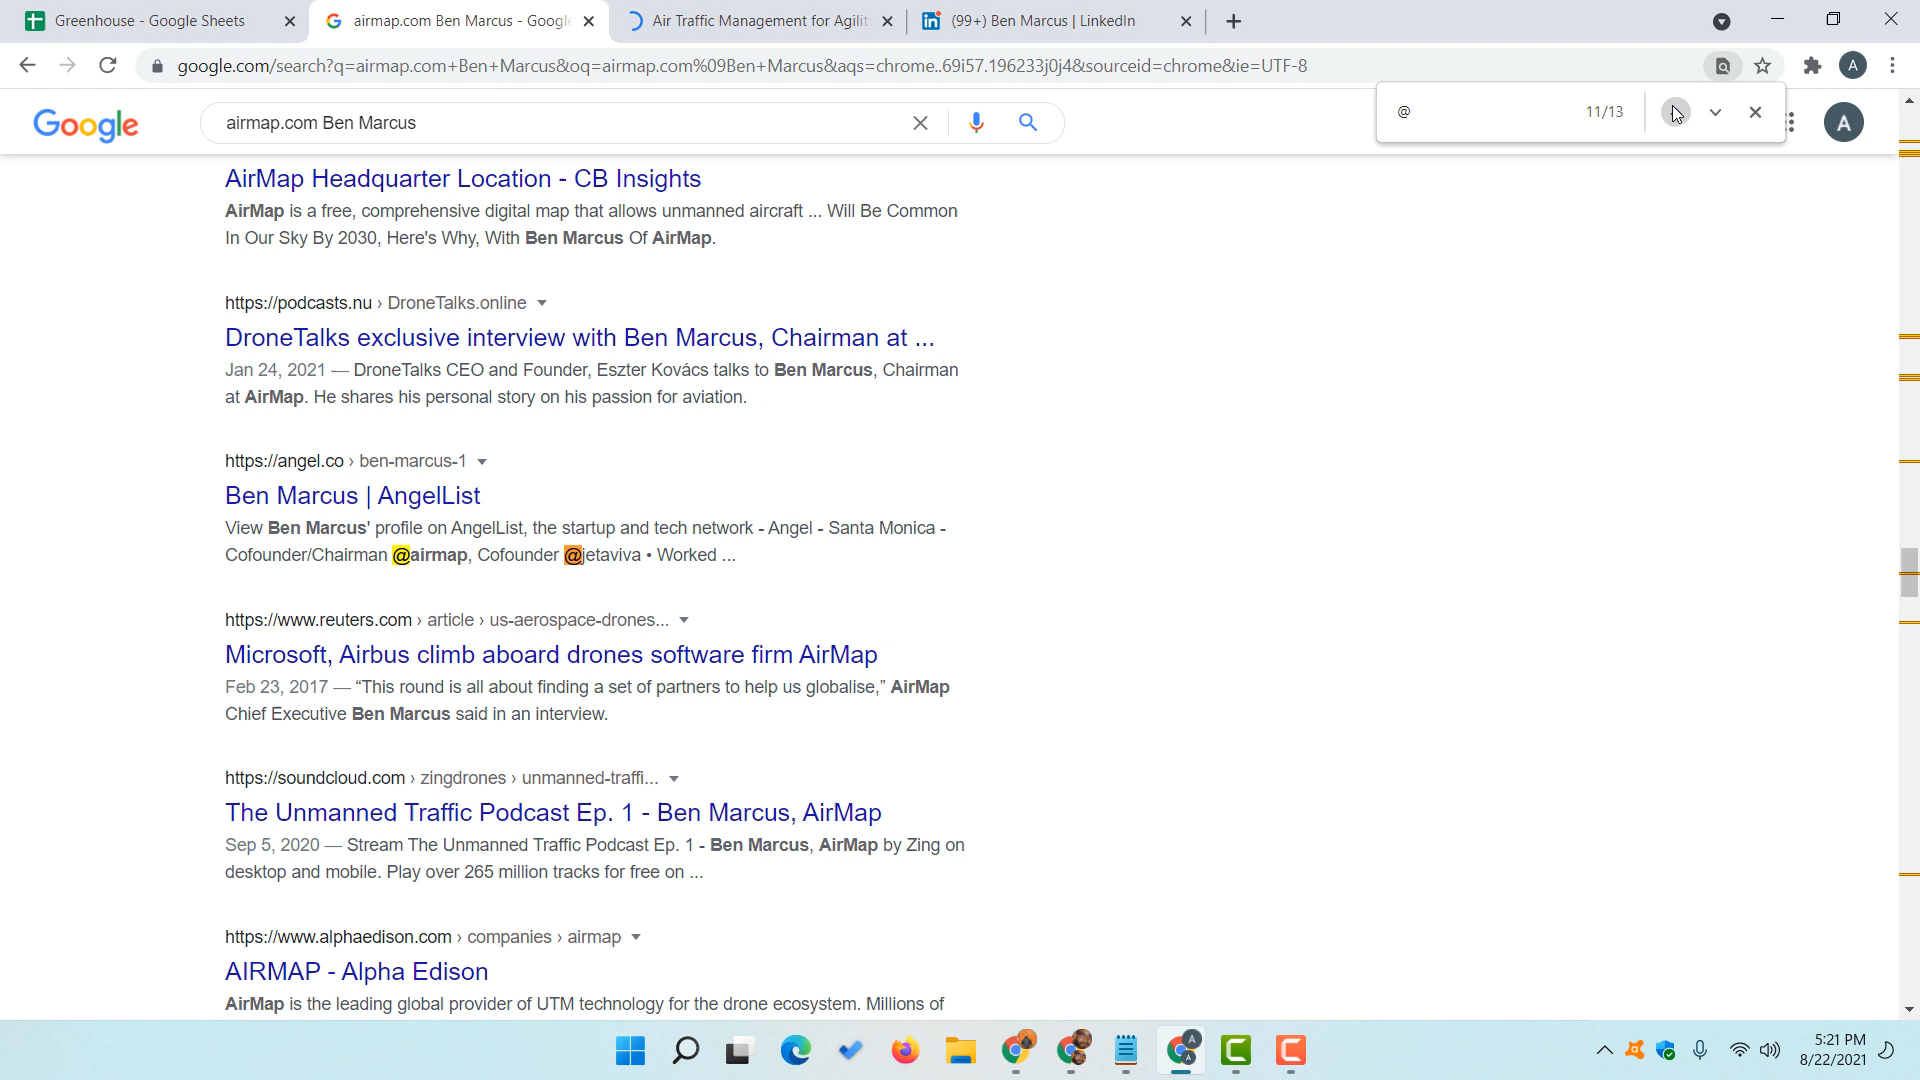 Greenhouse - Google Sheets
airmap.com Ben Marcus - Google
Air Traffic Management for Agilit
(99+) Ben Marcus | LinkedIn
google.com/search?q=airmap.com+Ben+Marcus&oq=airmap.com%09Ben+Marcus&aqs=chrome..69i57.196233j0j4&sourceid=chrome&ie=UTF-8
A
@
11/13
Google
airmap.com Ben Marcus
A
AirMap Headquarter Location - CB Insights
AirMap is a free, comprehensive digital map that allows unmanned aircraft ... Will Be Common
In Our Sky By 2030, Here's Why, With Ben Marcus Of AirMap.
https://podcasts.nu › DroneTalks.online
DroneTalks exclusive interview with Ben Marcus, Chairman at ...
Jan 24, 2021 — DroneTalks CEO and Founder, Eszter Kovács talks to Ben Marcus, Chairman
at AirMap. He shares his personal story on his passion for aviation.
https://angel.co › ben-marcus-1
Ben Marcus | AngelList
View Ben Marcus' profile on AngelList, the startup and tech network - Angel - Santa Monica -
Cofounder/Chairman @airmap, Cofounder @jetaviva • Worked ...
https://www.reuters.com › article › us-aerospace-drones...
Microsoft, Airbus climb aboard drones software firm AirMap
Feb 23, 2017 — “This round is all about finding a set of partners to help us globalise,” AirMap
Chief Executive Ben Marcus said in an interview.
https://soundcloud.com › zingdrones › unmanned-traffi...
The Unmanned Traffic Podcast Ep. 1 - Ben Marcus, AirMap
Sep 5, 2020 — Stream The Unmanned Traffic Podcast Ep. 1 - Ben Marcus, AirMap by Zing on
desktop and mobile. Play over 265 million tracks for free on ...
https://www.alphaedison.com › companies › airmap
AIRMAP - Alpha Edison
AirMap is the leading global provider of UTM technology for the drone ecosystem. Millions of
5:21 PM
8/22/2021